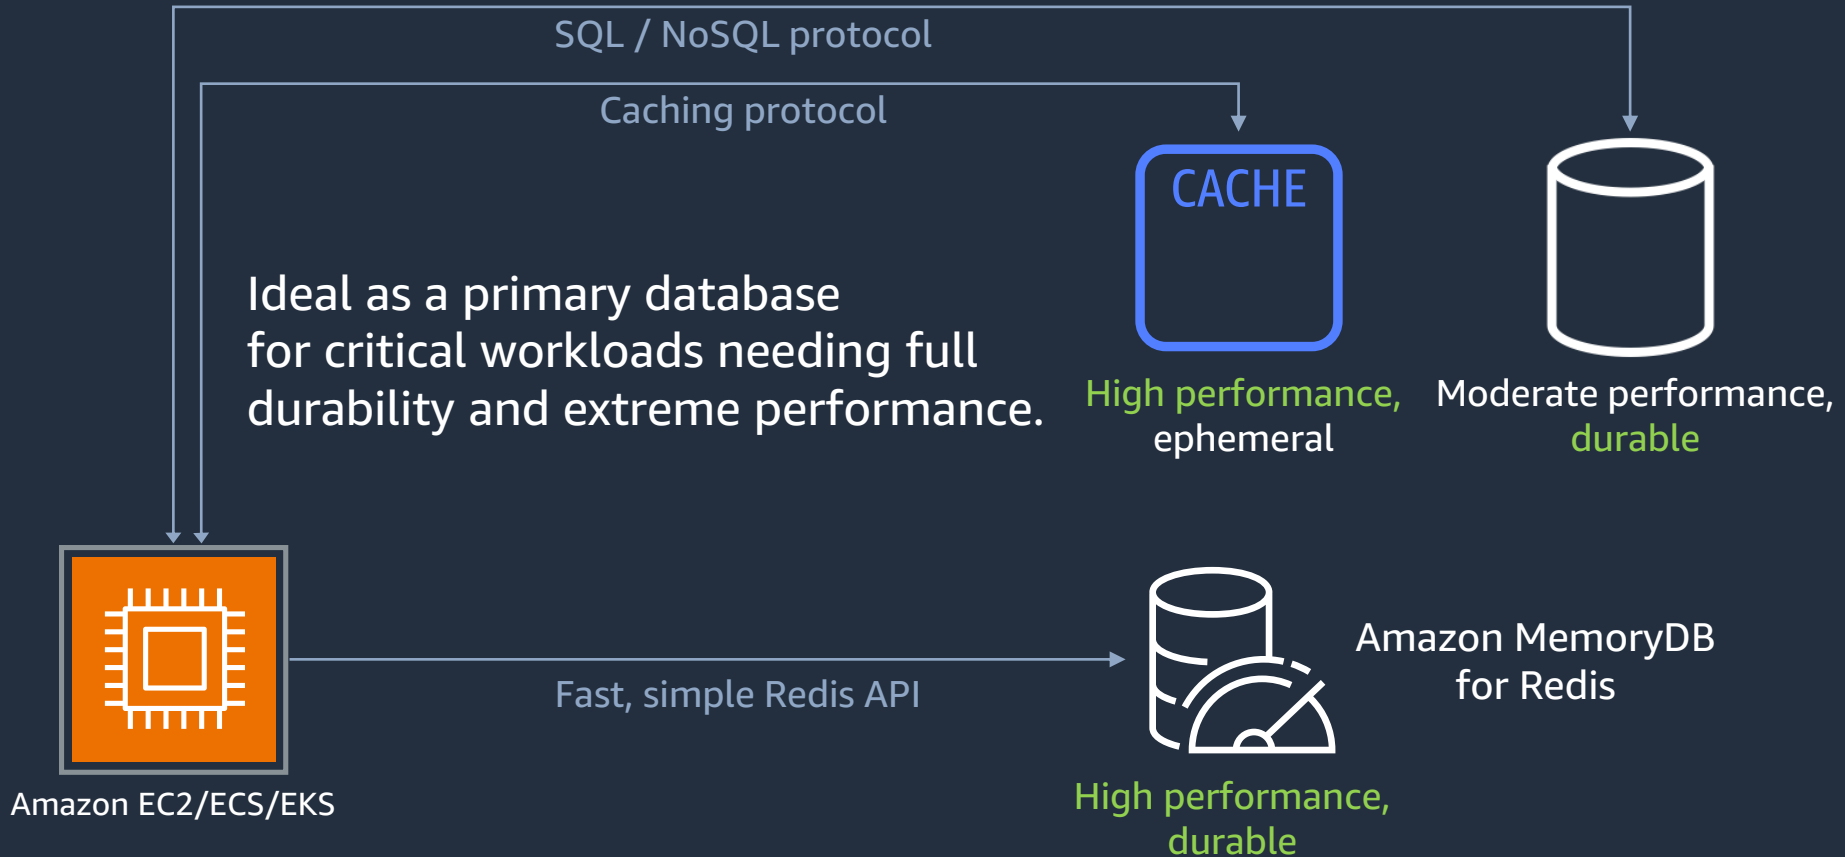 SQL / NoSQL protocol
Caching protocol
CACHE
Ideal as a primary database
for critical workloads needing full
durability and extreme performance.
High performance,
ephemeral
Moderate performance,
durable
Amazon EC2/ECS/EKS
Fast, simple Redis API
Amazon MemoryDB
for Redis
High performance,
durable